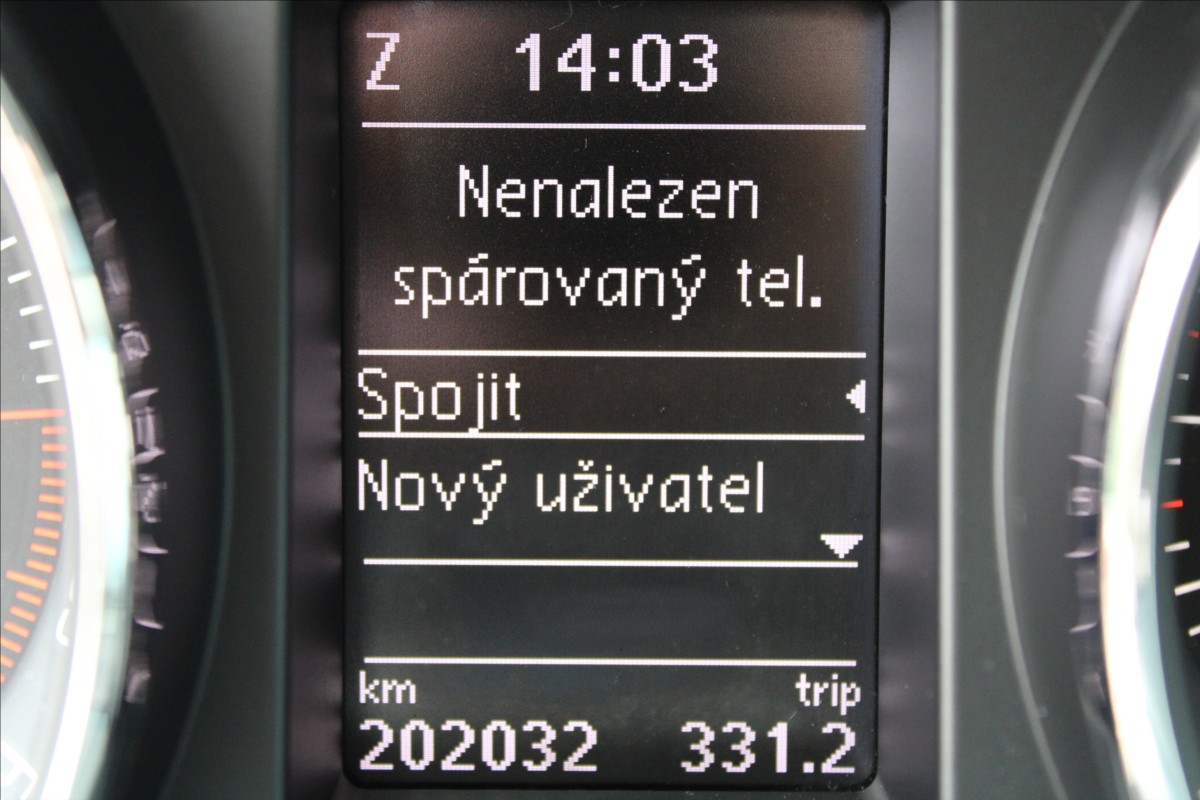 Z 14:03
Nenalezen
spárovaný tel.
Spojit
Nový uživatel
km trip
202032 331.2